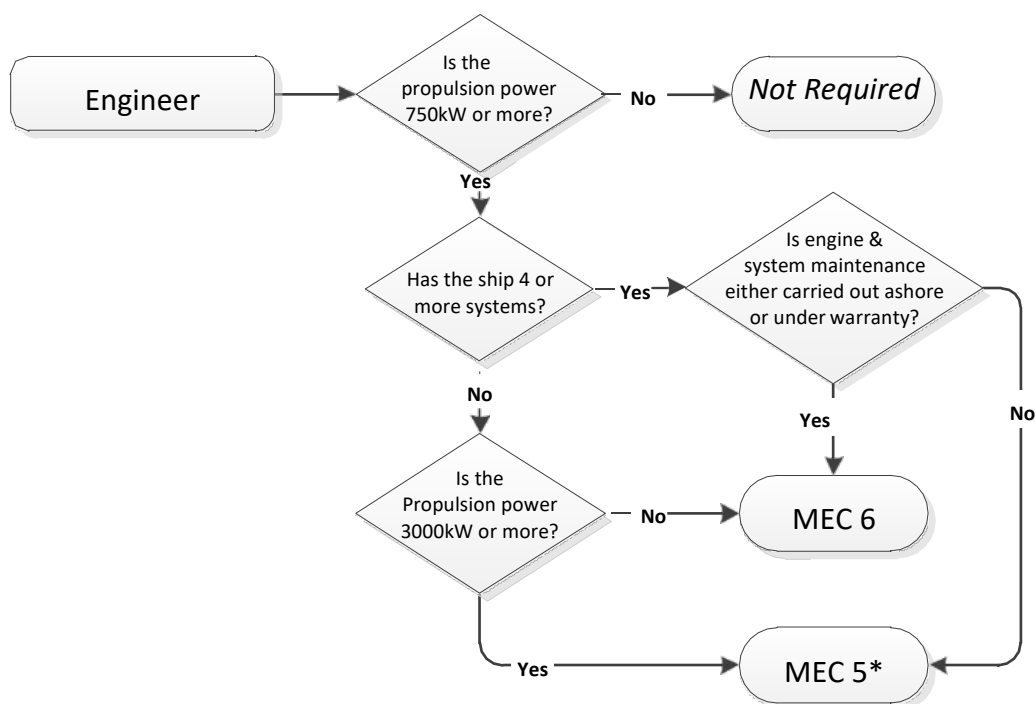 Engineer
Is the
propulsion power
750kW or more?
No
Not Required
Yes
Has the ship 4 or
more systems?
Yes
Is engine &
system maintenance
either carried out ashore
or under warranty?
No
Yes
No
Is the
Propulsion power
3000kW or more?
No
MEC 6
Yes
MEC 5*